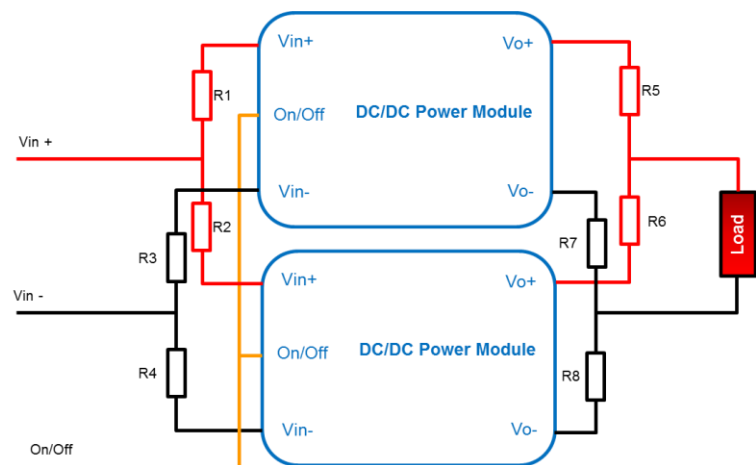 Vin+
Vo+
R1
R5
On/Off
DC/DC Power Module
Vin +
Vin-
Vo-
R2
R6
Load
R3
R7
Vin+
Vo+
Vin -
On/Off
DC/DC Power Module
R4
R8
Vin-
Vo-
On/Off